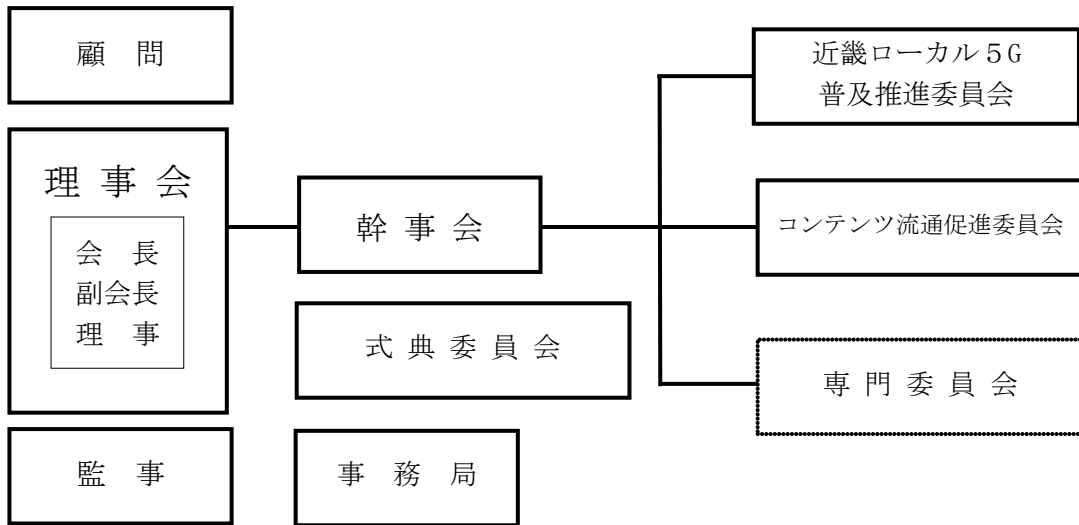 顧　問
理 事 会
会　長
副会長
理　事
監　事
幹 事 会
式 典 委 員 会
事 務 局
近畿ローカル５G
普及推進委員会
コンテンツ流通促進委員会
専 門 委 員 会